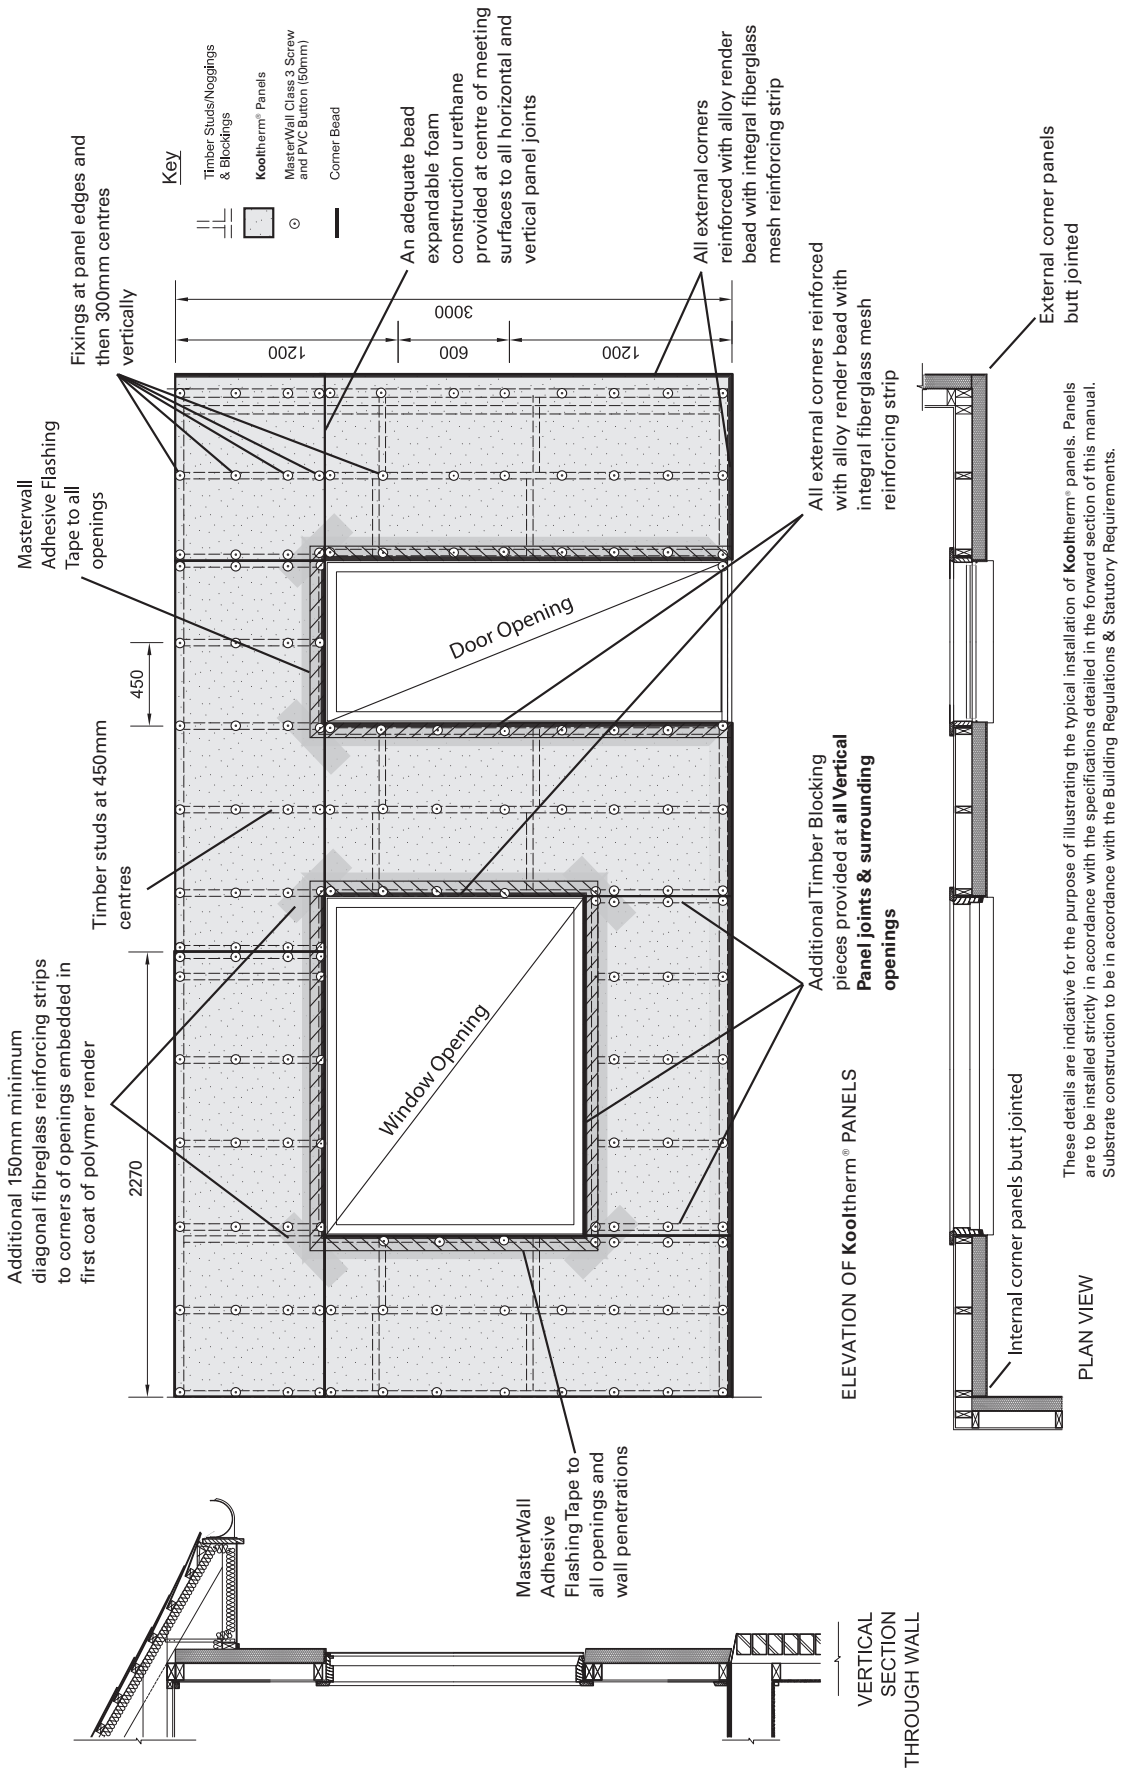 Additional 150mm minimum
diagonal fibreglass reinforcing strips
to corners of openings embedded in
first coat of polymer render
Timber studs at 450mm
centres
Masterwall
Adhesive Flashing
Tape to all
openings
Fixings at panel edges and
then 300mm centres
vertically
Key
Timber Studs/Noggings
& Blockings
Kooltherm® Panels
MasterWall Class 3 Screw
and PVC Button (50mm)
Corner Bead
2270
450
1200
600
1200
3000
An adequate bead
expandable foam
construction urethane
provided at centre of meeting
surfaces to all horizontal and
vertical panel joints
All external corners
reinforced with alloy render
bead with integral fiberglass
mesh reinforcing strip
Window Opening
Door Opening
MasterWall
Adhesive
Flashing Tape to
all openings and
wall penetrations
Additional Timber Blocking
pieces provided at all Vertical
Panel joints & surrounding
openings
All external corners reinforced
with alloy render bead with
integral fiberglass mesh
reinforcing strip
VERTICAL
SECTION
THROUGH WALL
ELEVATION OF Kooltherm® PANELS
External corner panels
butt jointed
Internal corner panels butt jointed
PLAN VIEW
These details are indicative for the purpose of illustrating the typical installation of Kooltherm® panels. Panels
are to be installed strictly in accordance with the specifications detailed in the forward section of this manual.
Substrate construction to be in accordance with the Building Regulations & Statutory Requirements.